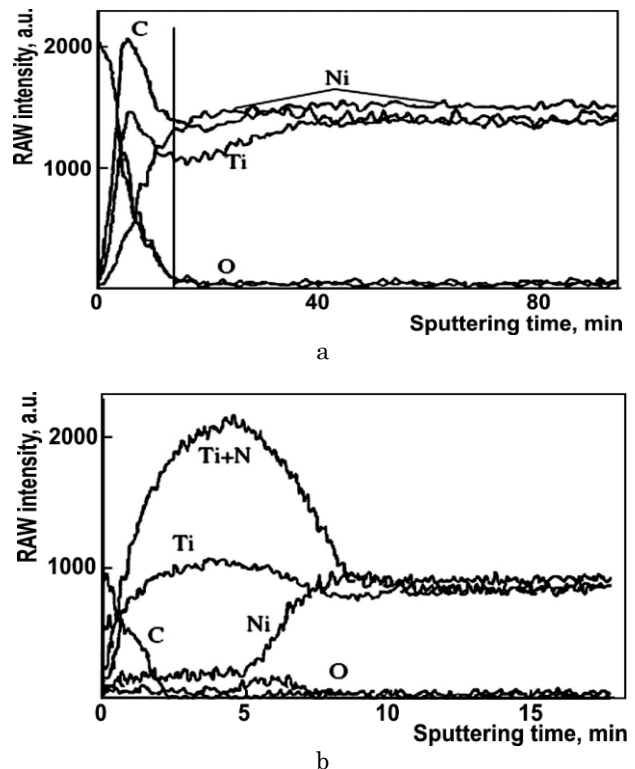 RAW intensity, a.u.
2000
1000
0
C
Ni
Ti
O
40
80
Sputtering time, min
a
RAW intensity, a.u.
2000
1000
0
Ti+N
Ti
C
Ni
O
5
10
15
Sputtering time, min
b